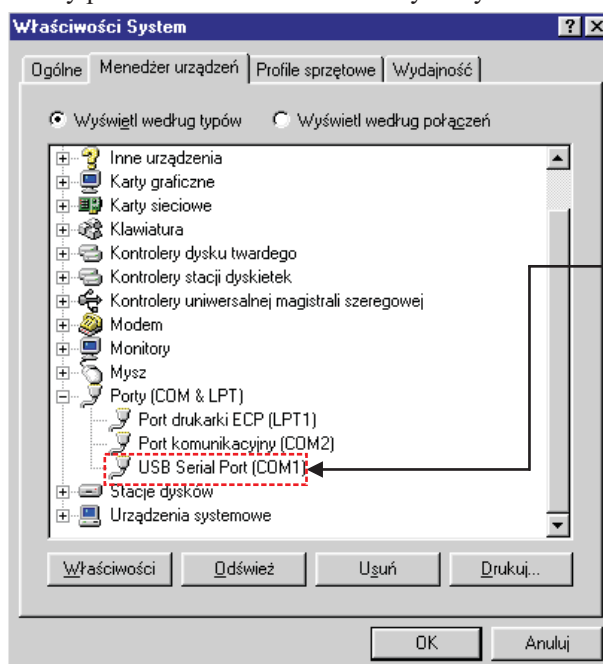 Właściwości System
Ogólne Menedżer urządzeń Profile sprzętowe Wydajność
Wyświetl według typów Wyświetl według połączeń
Inne urządzenia
Karty graficzne
Karty sieciowe
Klawiatura
Kontrolery dysku twardego
Kontrolery stacji dyskietek
Kontrolery uniwersalnej magistrali szeregowej
Modem
Monitory
Mysz
Porty (COM & LPT)
Port drukarki ECP (LPT1)
Port komunikacyjny (COM2)
USB Serial Port (COM1)
Stacje dysków
Urządzenia systemowe
Właściwości Odśwież Usuń Drukuj...
OK Anuluj